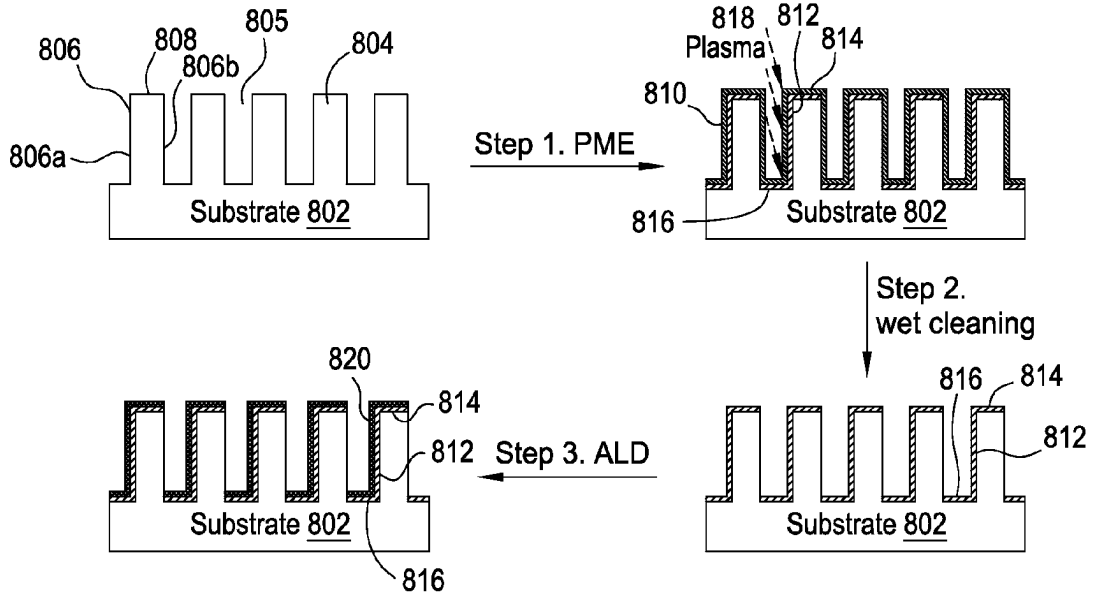 806
808
806b
805
804
806a
Substrate 802
Step 1. PME
818
Plasma
812
814
810
816
Substrate 802
Step 2.
wet cleaning
816
814
812
Substrate 802
Step 3. ALD
820
814
812
Substrate 802
816